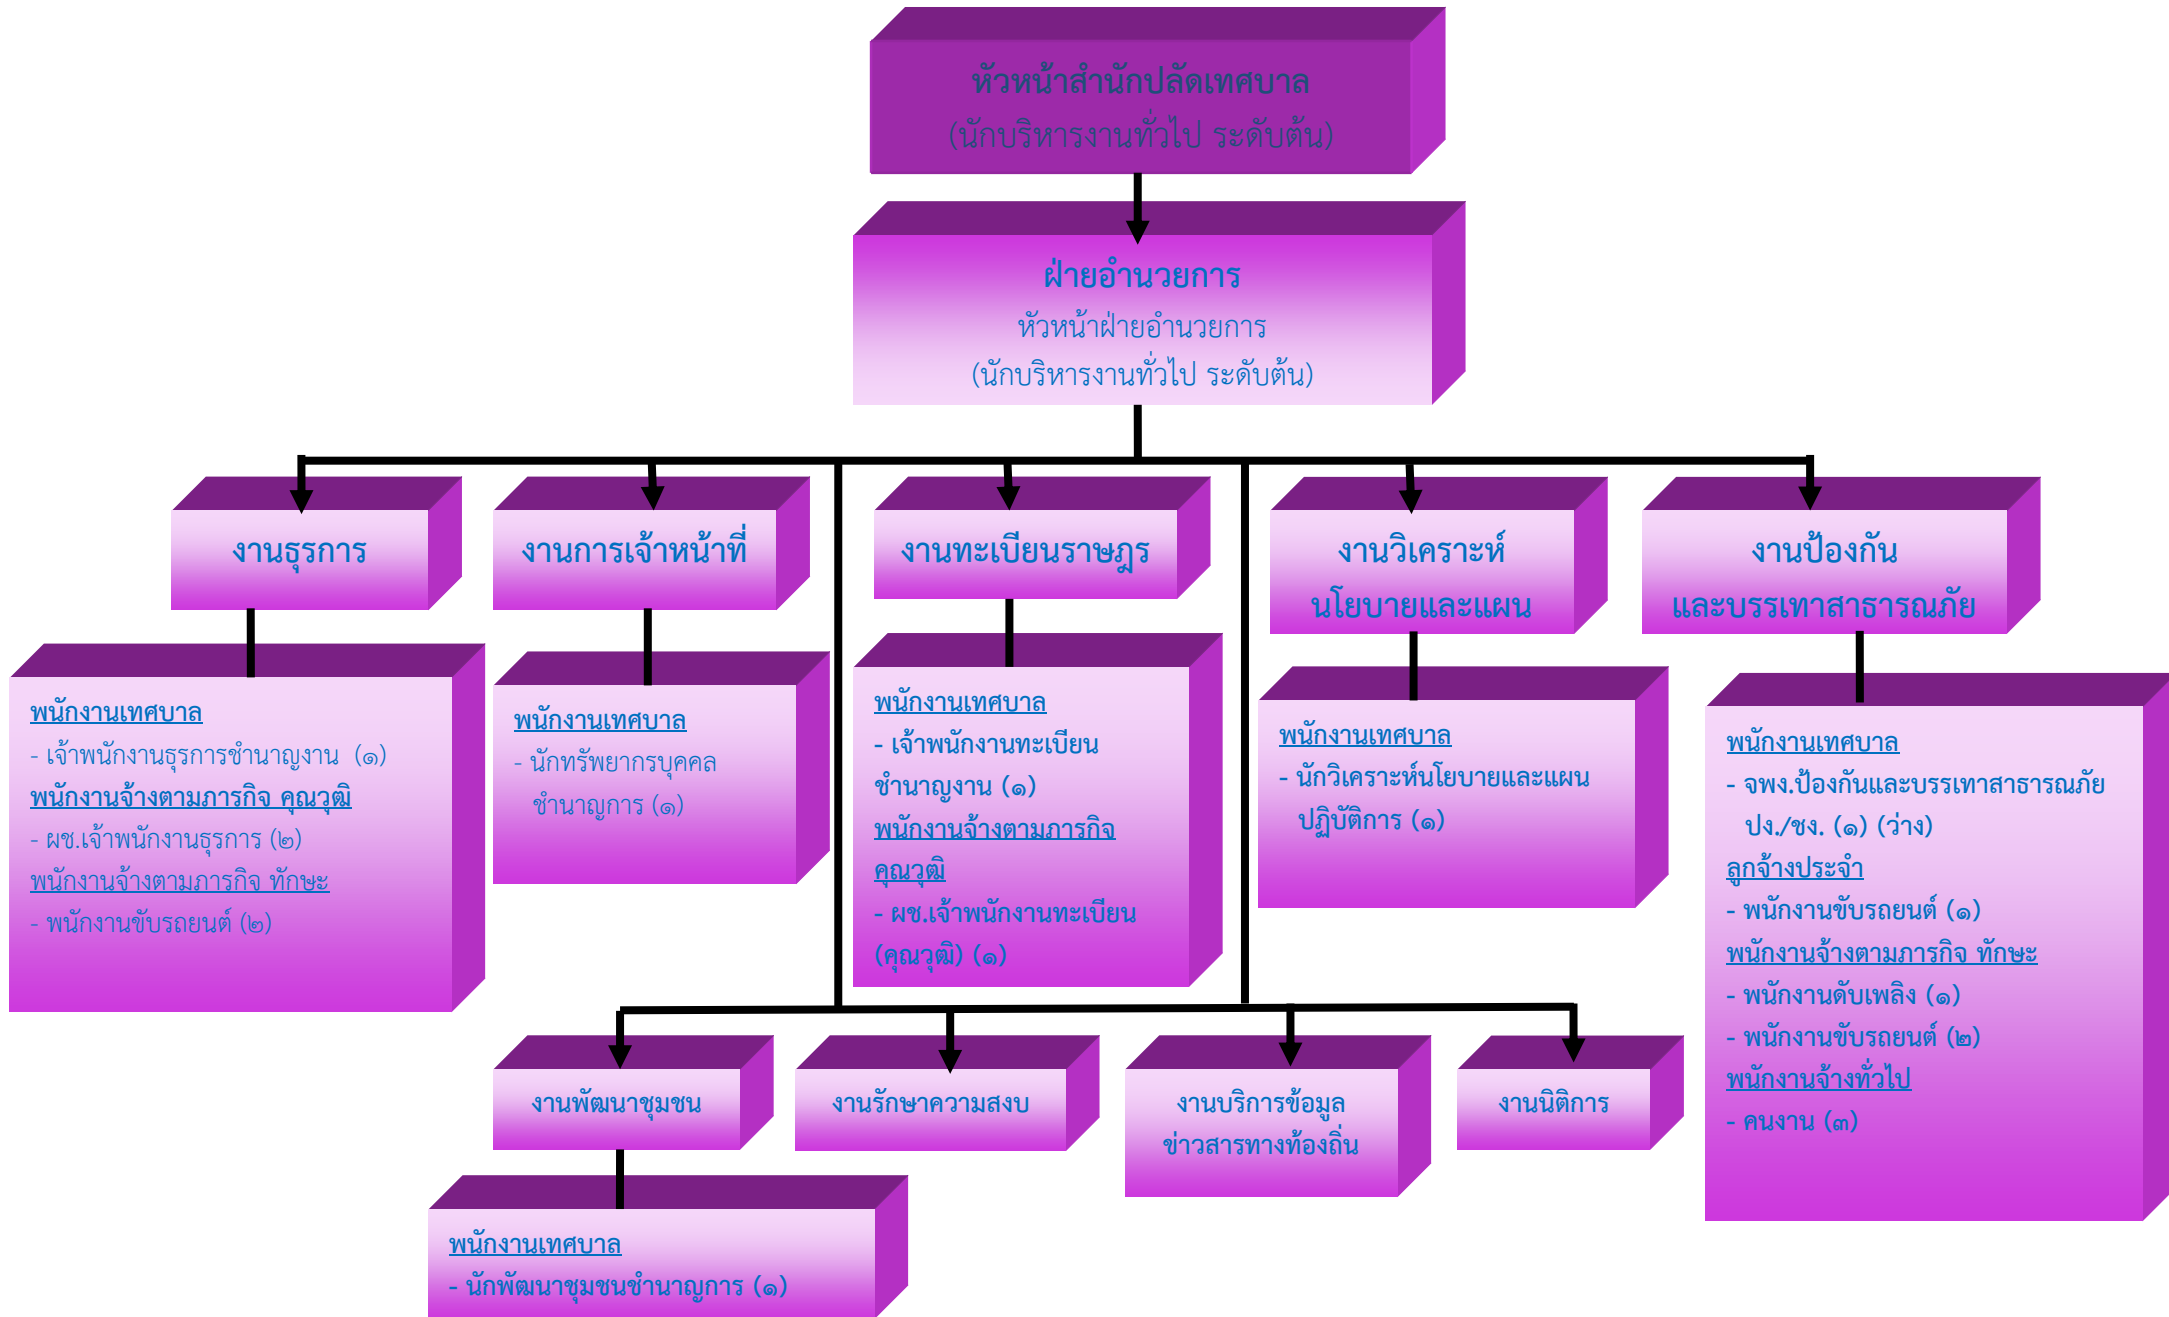 หัวหน้าสำนักปลัดเทศบาล
(นักบริหารงานทั่วไป ระดับต้น)
ฝ่ายอำนวยการ
หัวหน้าฝ่ายอำนวยการ
(นักบริหารงานทั่วไป ระดับต้น)
งานธุรการ
งานการเจ้าหน้าที่
งานทะเบียนราษฎร
งานวิเคราะห์
นโยบายและแผน
งานป้องกัน
และบรรเทาสาธารณภัย
พนักงานเทศบาล
- เจ้าพนักงานธุรการชำนาญงาน (๑)
พนักงานจ้างตามภารกิจ คุณวุฒิ
- ผช.เจ้าพนักงานธุรการ (๒)
พนักงานจ้างตามภารกิจ ทักษะ
- พนักงานขับรถยนต์ (๒)
พนักงานเทศบาล
- นักทรัพยากรบุคคล
ชำนาญการ (๑)
พนักงานเทศบาล
- เจ้าพนักงานทะเบียน
ชำนาญงาน (๑)
พนักงานจ้างตามภารกิจ
คุณวุฒิ
- ผช.เจ้าพนักงานทะเบียน
(คุณวุฒิ) (๑)
พนักงานเทศบาล
- นักวิเคราะห์นโยบายและแผน
ปฏิบัติการ (๑)
พนักงานเทศบาล
- จพง.ป้องกันและบรรเทาสาธารณภัย
ปง./ชง. (๑) (ว่าง)
ลูกจ้างประจำ
- พนักงานขับรถยนต์ (๑)
พนักงานจ้างตามภารกิจ ทักษะ
- พนักงานดับเพลิง (๑)
- พนักงานขับรถยนต์ (๒)
พนักงานจ้างทั่วไป
- คนงาน (๓)
งานพัฒนาชุมชน
งานรักษาความสงบ
งานบริการข้อมูล
ข่าวสารทางท้องถิ่น
งานนิติการ
พนักงานเทศบาล
- นักพัฒนาชุมชนชำนาญการ (๑)